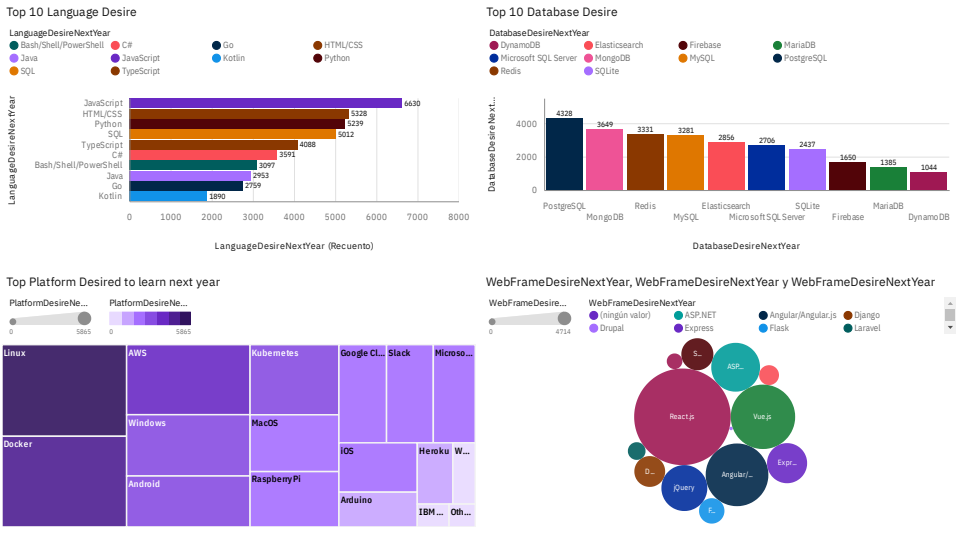 Top 10 Language Desire
LanguageDesireNextYear
Bash/Shell/PowerShell C# Go HTML/CSS
Java JavaScript Kotlin Python
SQL TypeScript
LanguageDesireNextYear
JavaScript 6630
HTML/CSS 5328
Python 5239
SQL 5012
TypeScript 4088
C# 3591
Bash/Shell/PowerShell 3097
Java 2953
Go 2759
Kotlin 1890
0 1000 2000 3000 4000 5000 6000 7000 8000
LanguageDesireNextYear (Recuento)
Top 10 Database Desire
DatabaseDesireNextYear
DynamoDB Elasticsearch Firebase MariaDB
Microsoft SQL Server MongoDB MySQL PostgreSQL
Redis SQLite
DatabaseDesireNext...
4000
2000
0
4328 3649 3331 3281 2856 2706 2437 1650 1385 1044
PostgreSQL Redis Elasticsearch SQLite MariaDB
MongoDB MySQL Microsoft SQL Server Firebase DynamoDB
DatabaseDesireNextYear
Top Platform Desired to learn next year
PlatformDesireNe... PlatformDesireNe...
0 5865 0 5865
Linux AWS Kubernetes Google Cl... Slack Microso...
Windows MacOS
Docker iOS Heroku W...
Android RaspberryPi
Arduino IBM... Oth...
WebFrameDesireNextYear, WebFrameDesireNextYear y WebFrameDesireNextYear
WebFrameDesire... WebFrameDesireNextYear
0 4714
(ningún valor) ASP.NET Angular/Angular.js Django
Drupal Express Flask Laravel
S...
ASP...
React.js Vue.js
D... jQuery Angular/... Expr...
F...